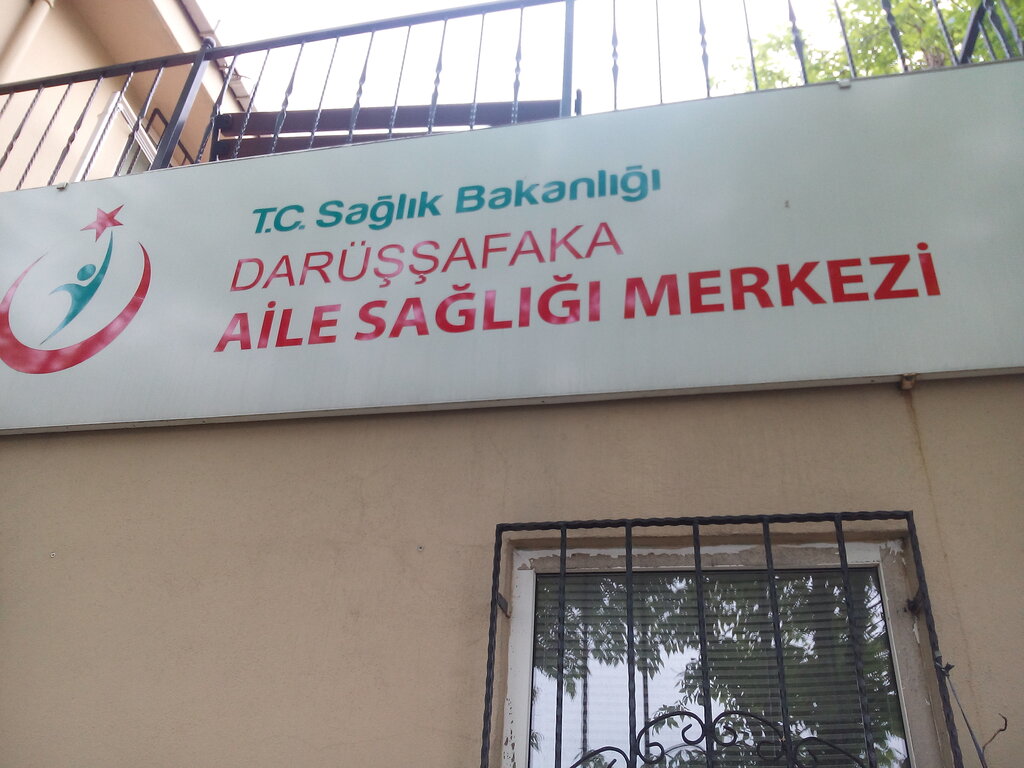 T.C. Sağlık Bakanlığı
DARÜŞŞAFAKA
AİLE SAĞLIĞI MERKEZİ